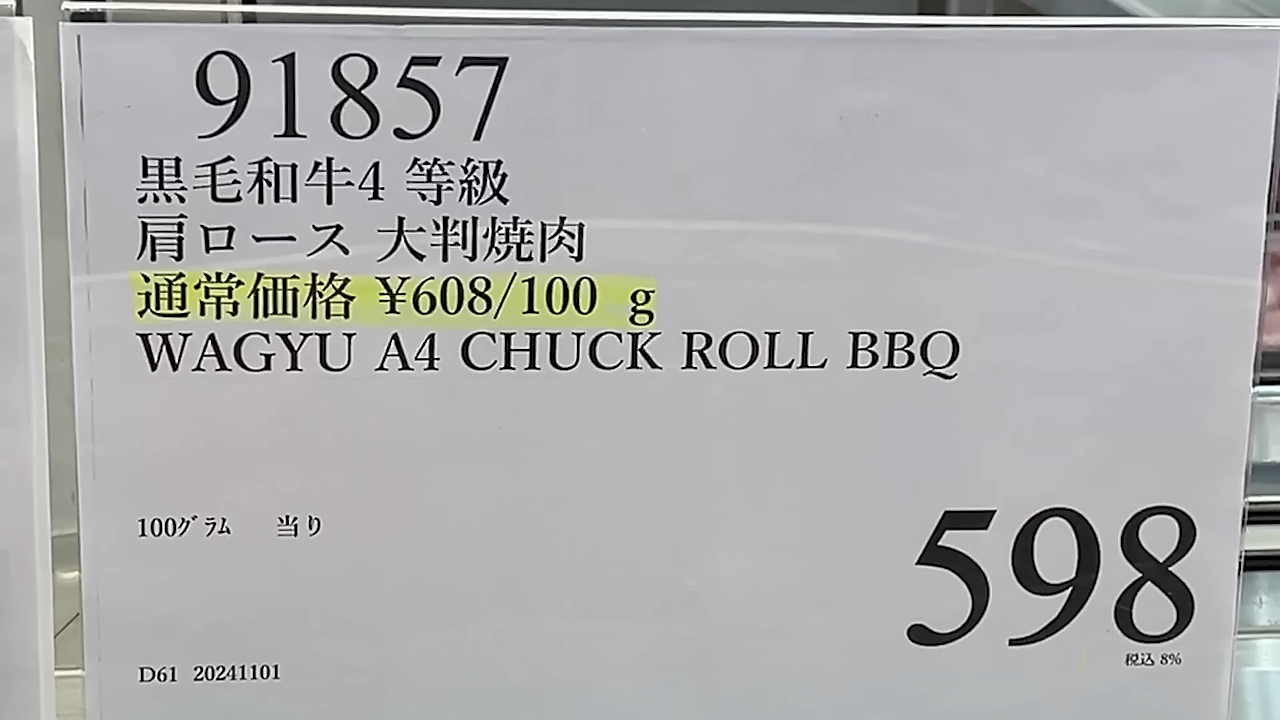 91857
黒毛和牛4 等級
肩ロース 大判焼肉
通常価格 ¥608/100 g
WAGYU A4 CHUCK ROLL BBQ
100ｸﾞﾗﾑ 当り
598
税込 8%
D61 20241101